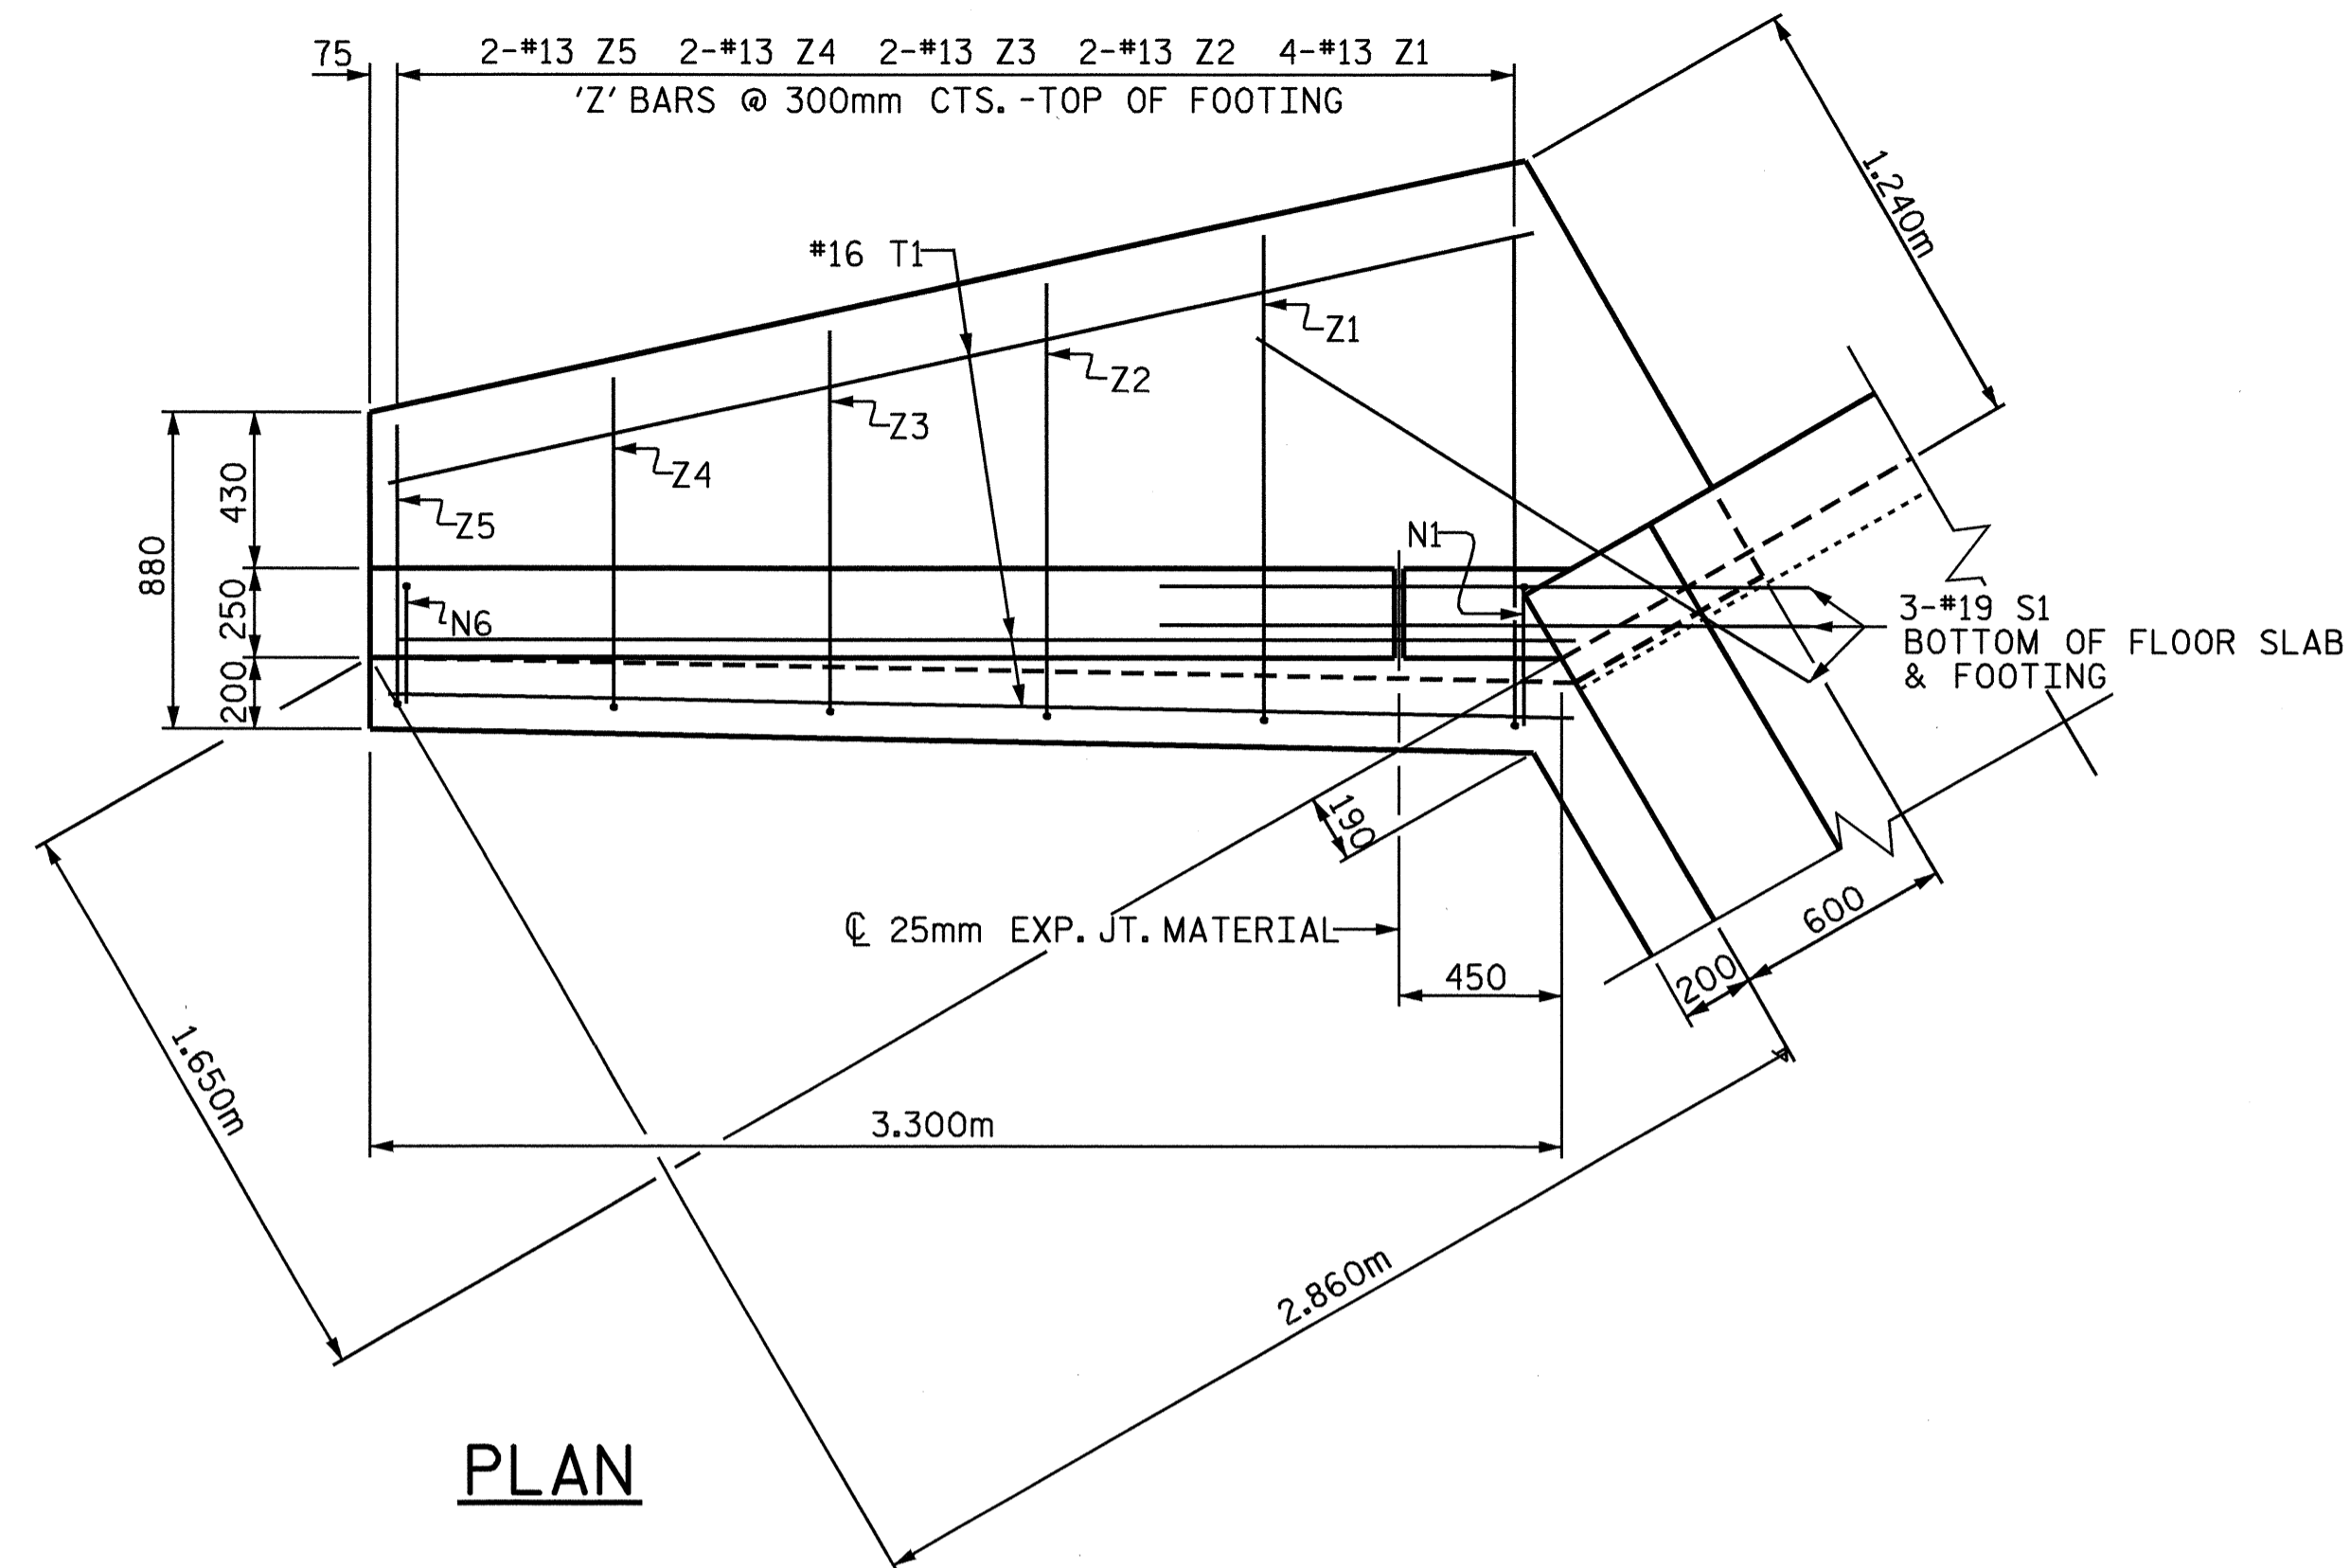 75
2-#13 Z5 2-#13 Z4 2-#13 Z3 2-#13 Z2 4-#13 Z1
'Z' BARS @ 300mm CTS.-TOP OF FOOTING
1.240m
#16 T1
Z1
Z2
Z3
Z4
Z5
430
880
250
200
N6
N1
3-#19 S1
BOTTOM OF FLOOR SLAB
& FOOTING
190
℄ 25mm EXP. JT. MATERIAL
450
600
200
1.650m
3.300m
2.860m
PLAN